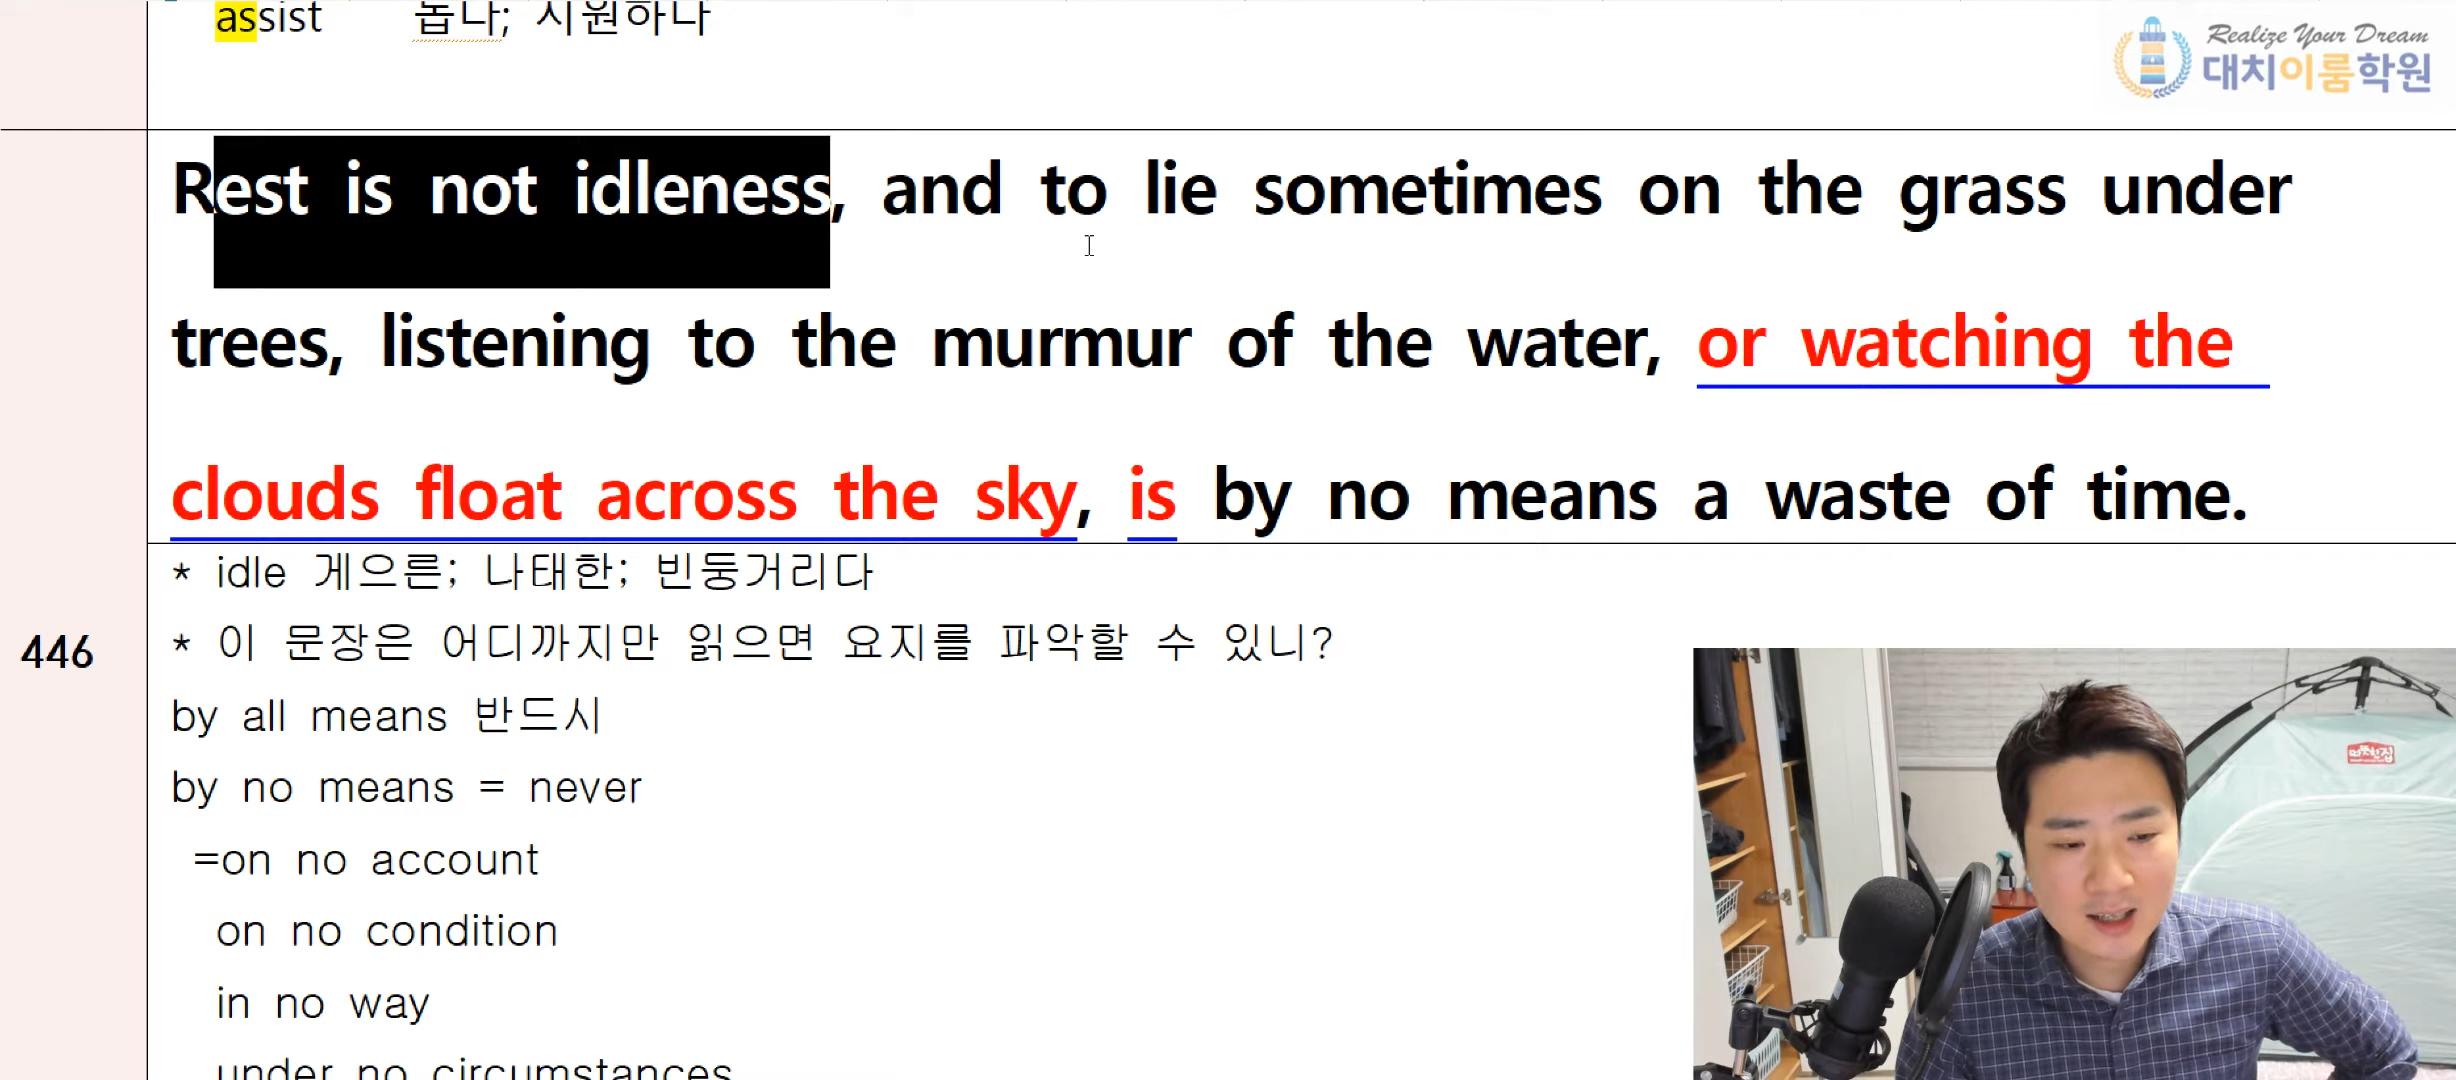 assist 돕다; 지원하다
Realize Your Dream
대치이룸학원
Rest is not idleness, and to lie sometimes on the grass under
trees, listening to the murmur of the water, or watching the
clouds float across the sky, is by no means a waste of time.
* idle 게으른; 나태한; 빈둥거리다
* 이 문장은 어디까지만 읽으면 요지를 파악할 수 있니?
446
by all means 반드시
by no means = never
=on no account
on no condition
in no way
under no circumstances